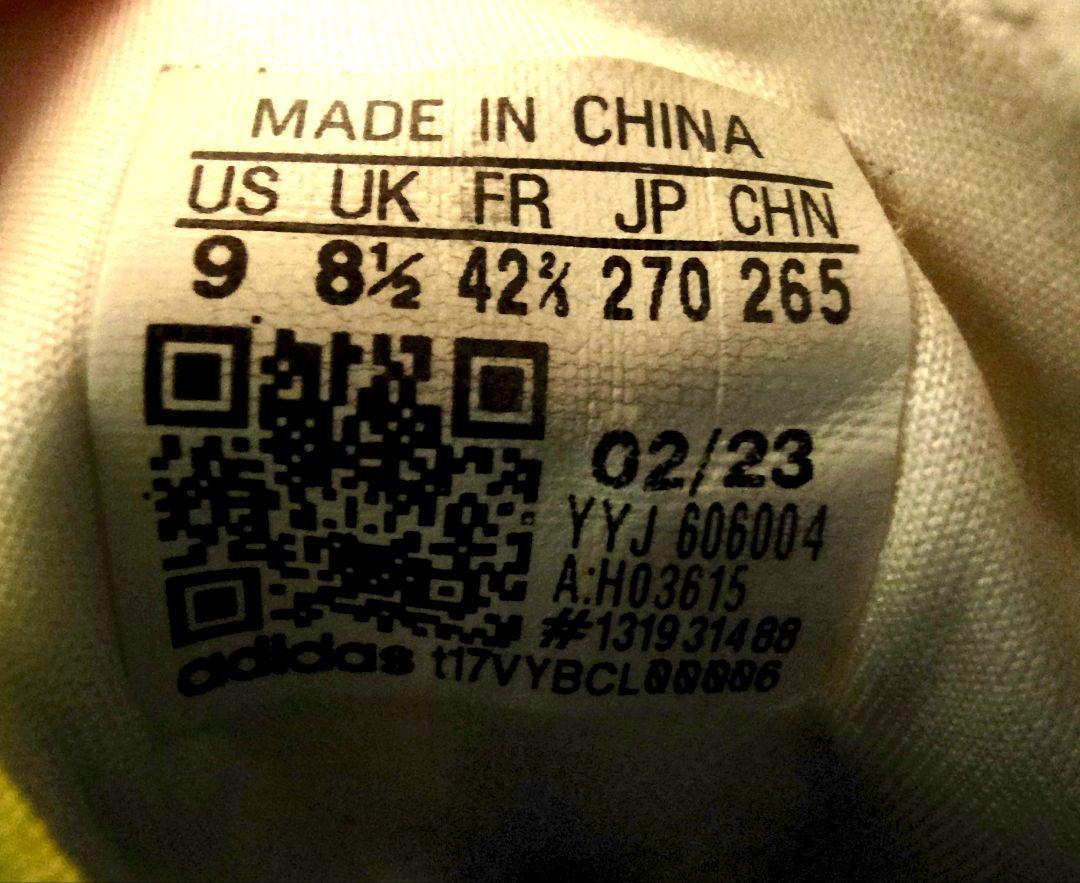 MADE IN CHINA
US UK FR JP CHN
9 8½ 42⅔ 270 265
02/23
YYJ 606004
A:H03615
#131931488
adidas t17VYBCL00006